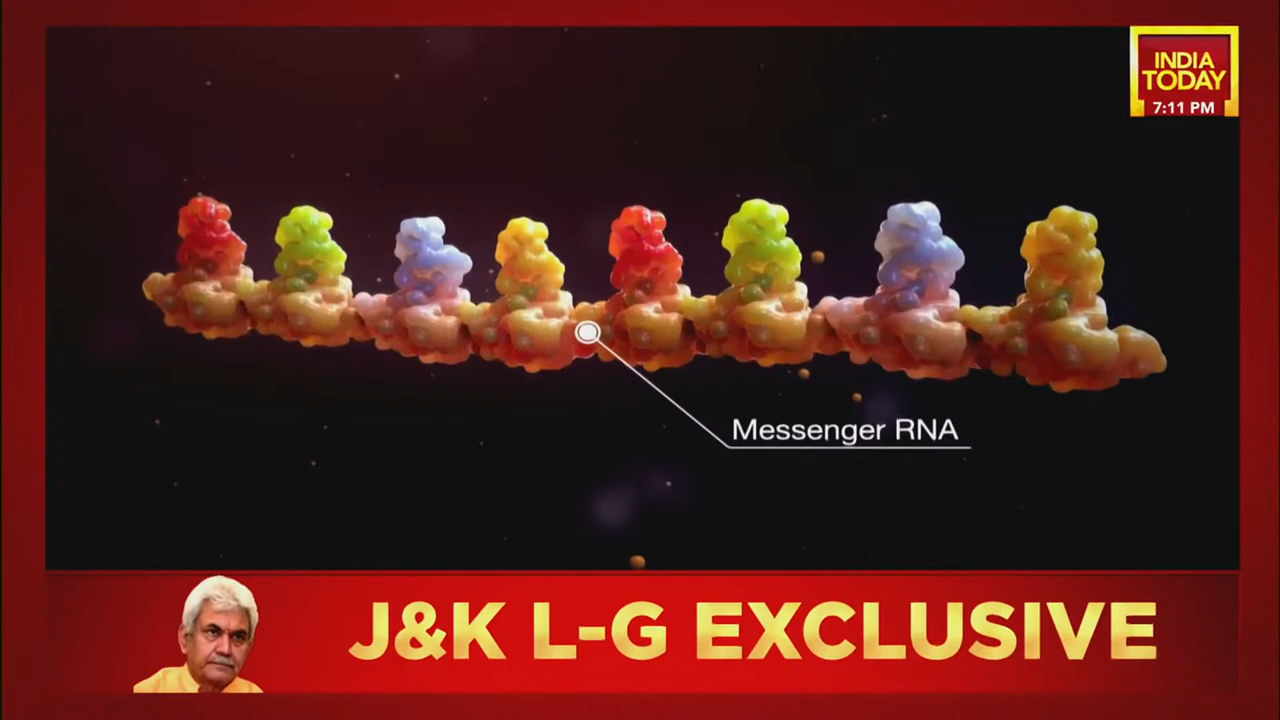 INDIA
TODAY
7:11 PM
Messenger RNA
J&K L-G EXCLUSIVE